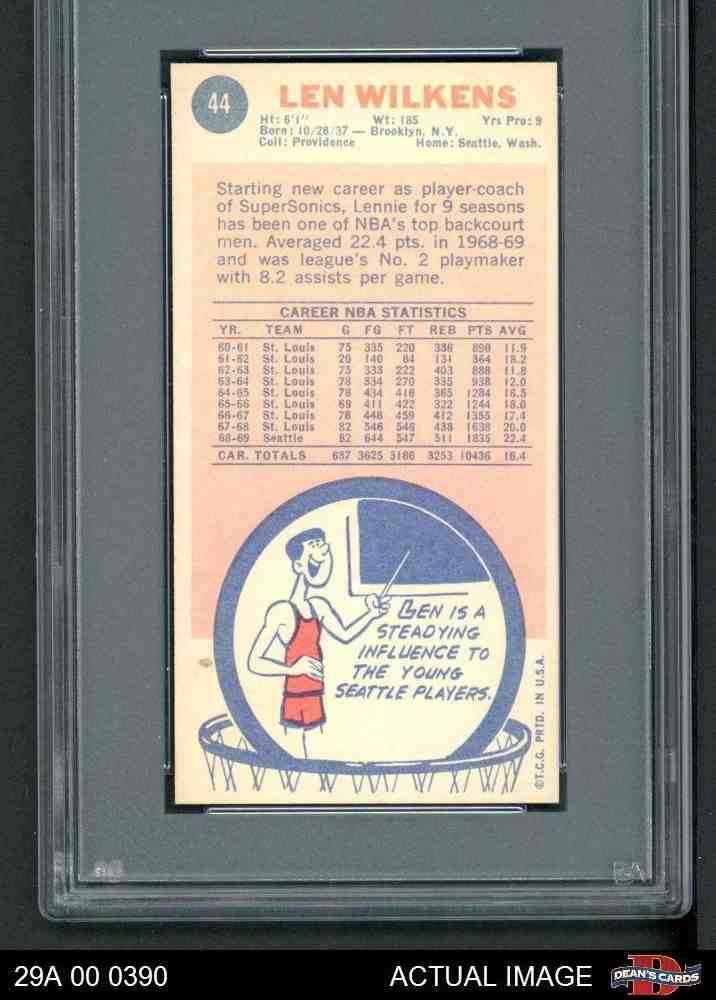 44
LEN WILKENS
Ht: 6'1" Wt: 185 Yrs Pro: 9
Born: 10/28/37 — Brooklyn, N.Y.
Coll: Providence Home: Seattle, Wash.
Starting new career as player-coach
of SuperSonics, Lennie for 9 seasons
has been one of NBA's top backcourt
men. Averaged 22.4 pts. in 1968-69
and was league's No. 2 playmaker
with 8.2 assists per game.
CAREER NBA STATISTICS
YR. TEAM G FG FT REB PTS AVG
60-61 St. Louis 75 335 220 336 890 11.9
61-62 St. Louis 20 140 84 131 364 18.2
62-63 St. Louis 75 333 222 403 888 11.8
63-64 St. Louis 78 334 270 335 938 12.0
64-65 St. Louis 78 434 416 365 1284 16.5
65-66 St. Louis 69 411 422 322 1244 18.0
66-67 St. Louis 78 448 459 412 1355 17.4
67-68 St. Louis 82 546 546 438 1638 20.0
68-69 Seattle 82 644 547 511 1835 22.4
CAR. TOTALS 637 3625 3186 3253 10436 16.4
LEN IS A
STEADYING
INFLUENCE TO
THE YOUNG
SEATTLE PLAYERS.
©T.C.G. PRTD. IN U.S.A.
29A 00 0390 ACTUAL IMAGE
DEAN'S CARDS